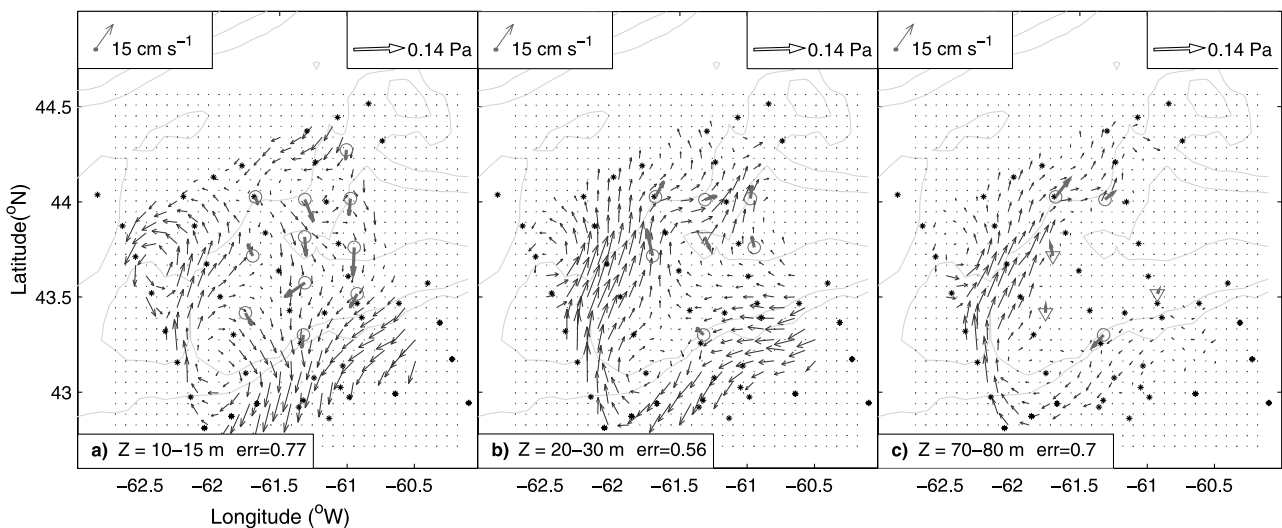 15 cm s⁻¹ 0.14 Pa 15 cm s⁻¹ 0.14 Pa 15 cm s⁻¹ 0.14 Pa
44.5
44
43.5
43
Latitude(°N)
a) Z = 10−15 m err=0.77 b) Z = 20−30 m err=0.56 c) Z = 70−80 m err=0.7
−62.5 −62 −61.5 −61 −60.5 −62.5 −62 −61.5 −61 −60.5 −62.5 −62 −61.5 −61 −60.5
Longitude (°W)